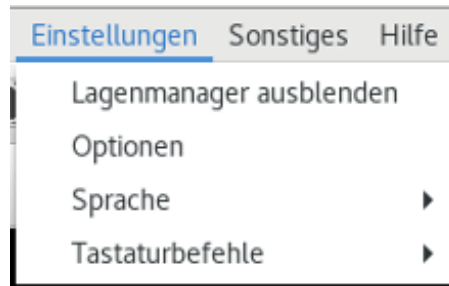 Einstellungen Sonstiges Hilfe
Lagenmanager ausblenden
Optionen
Sprache
Tastaturbefehle